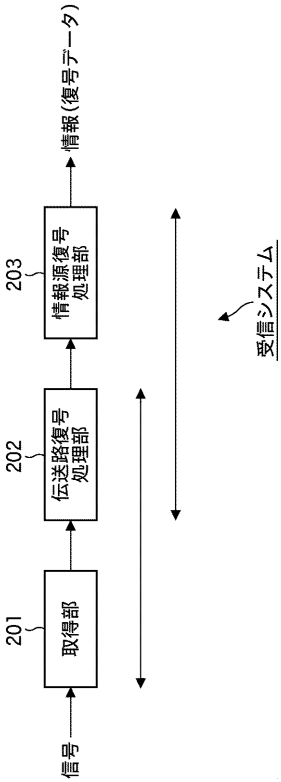 信号
201
取得部
202
伝送路復号
処理部
203
情報源復号
処理部
情報(復号データ)
受信システム